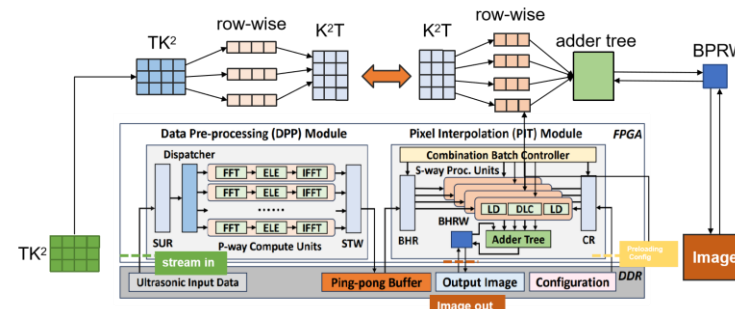 row-wise
row-wise
TK²
K²T
K²T
adder tree
BPRW
Data Pre-processing (DPP) Module
Pixel Interpolation (PIT) Module
FPGA
Dispatcher
Combination Batch Controller
S-way Proc. Units
FFT ELE IFFT
FFT ELE IFFT
......
FFT ELE IFFT
LD DLC LD
BHRW
SUR
P-way Compute Units
STW
BHR
Adder Tree
CR
TK²
stream in
Preloading
Config
Image
DDR
Ultrasonic Input Data
Ping-pong Buffer
Output Image
Configuration
Image out